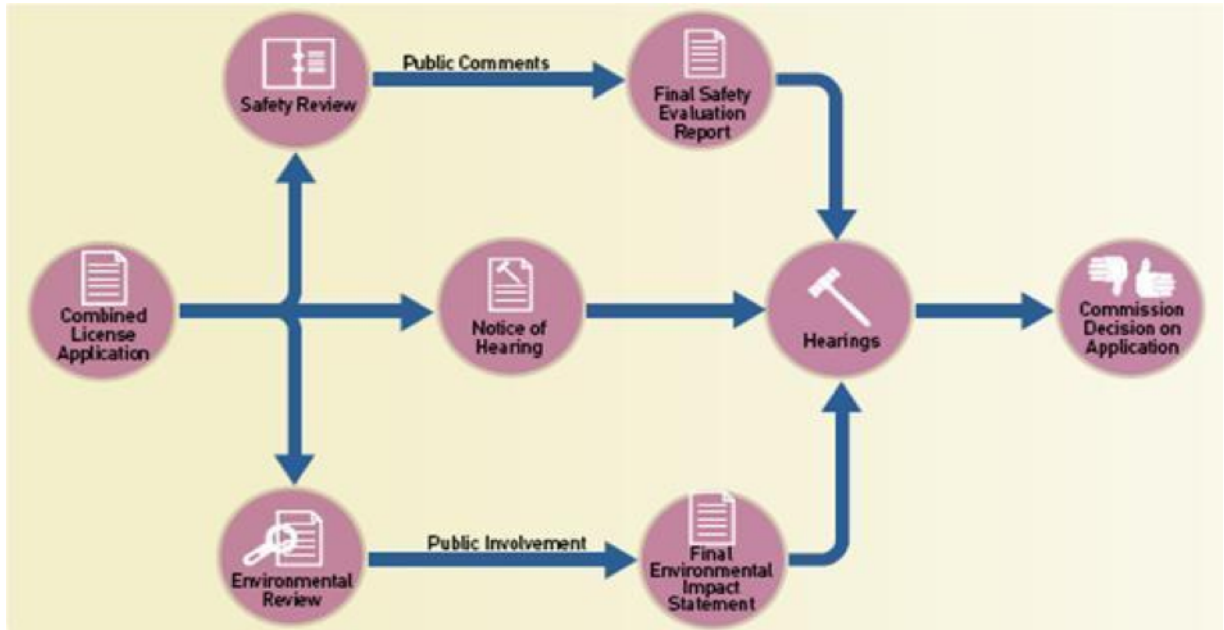 Safety Review
Public Comments
Final Safety
Evaluation
Report
Combined
License
Application
Notice of
Hearing
Hearings
Commission
Decision on
Application
Environmental
Review
Public Involvement
Final
Environmental
Impact
Statement